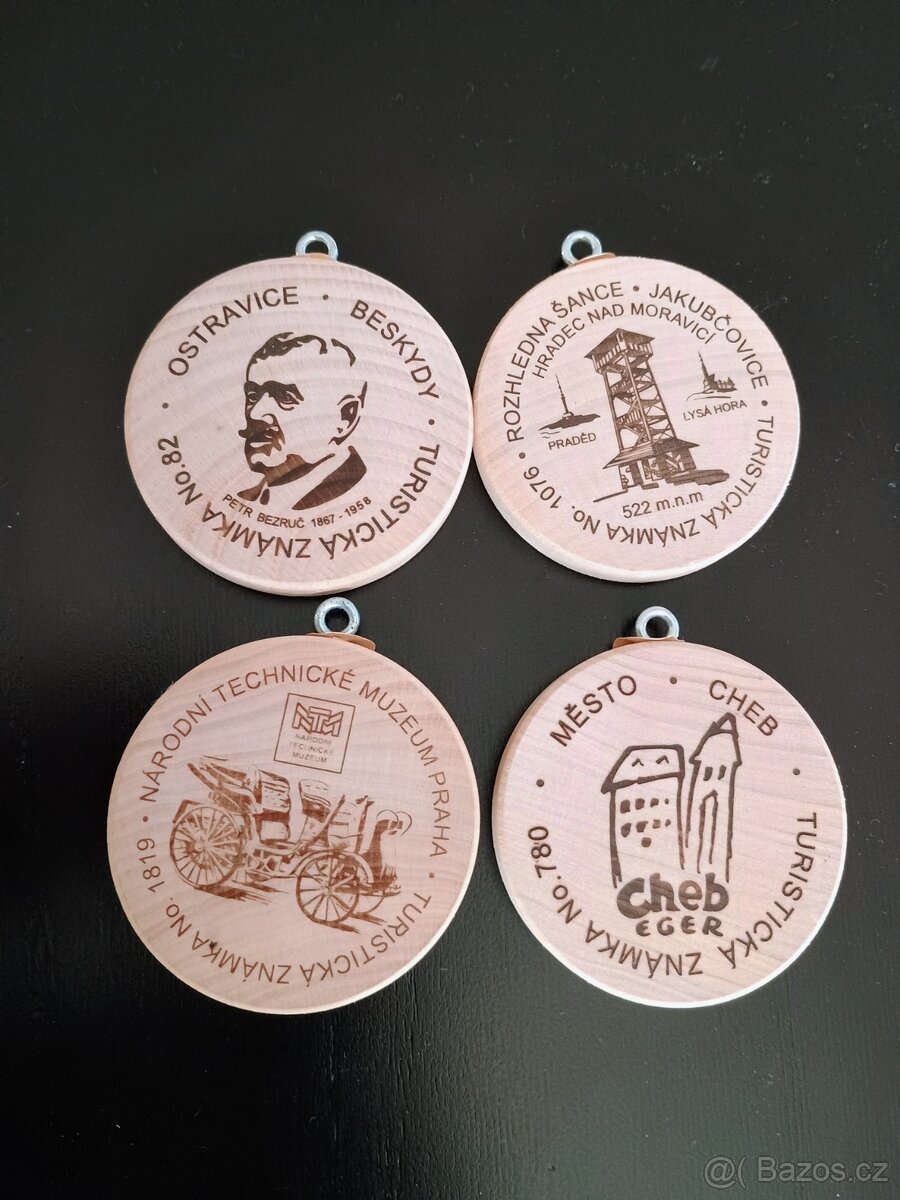 OSTRAVICE • BESKYDY • TURISTICKÁ ZNÁMKA No.82 •
PETR BEZRUČ 1867 - 1958
ROZHLEDNA ŠANCE • JAKUBČOVICE • TURISTICKÁ ZNÁMKA No. 1076 •
HRADEC NAD MORAVICÍ
PRADĚD
LYSÁ HORA
522 m.n.m
NÁRODNÍ TECHNICKÉ MUZEUM PRAHA • TURISTICKÁ ZNÁMKA No. 1819 •
NTM
NÁRODNÍ
TECHNICKÉ
MUZEUM
MĚSTO • CHEB • TURISTICKÁ ZNÁMKA No.780 •
cheb
EGER
@( Bazos.cz